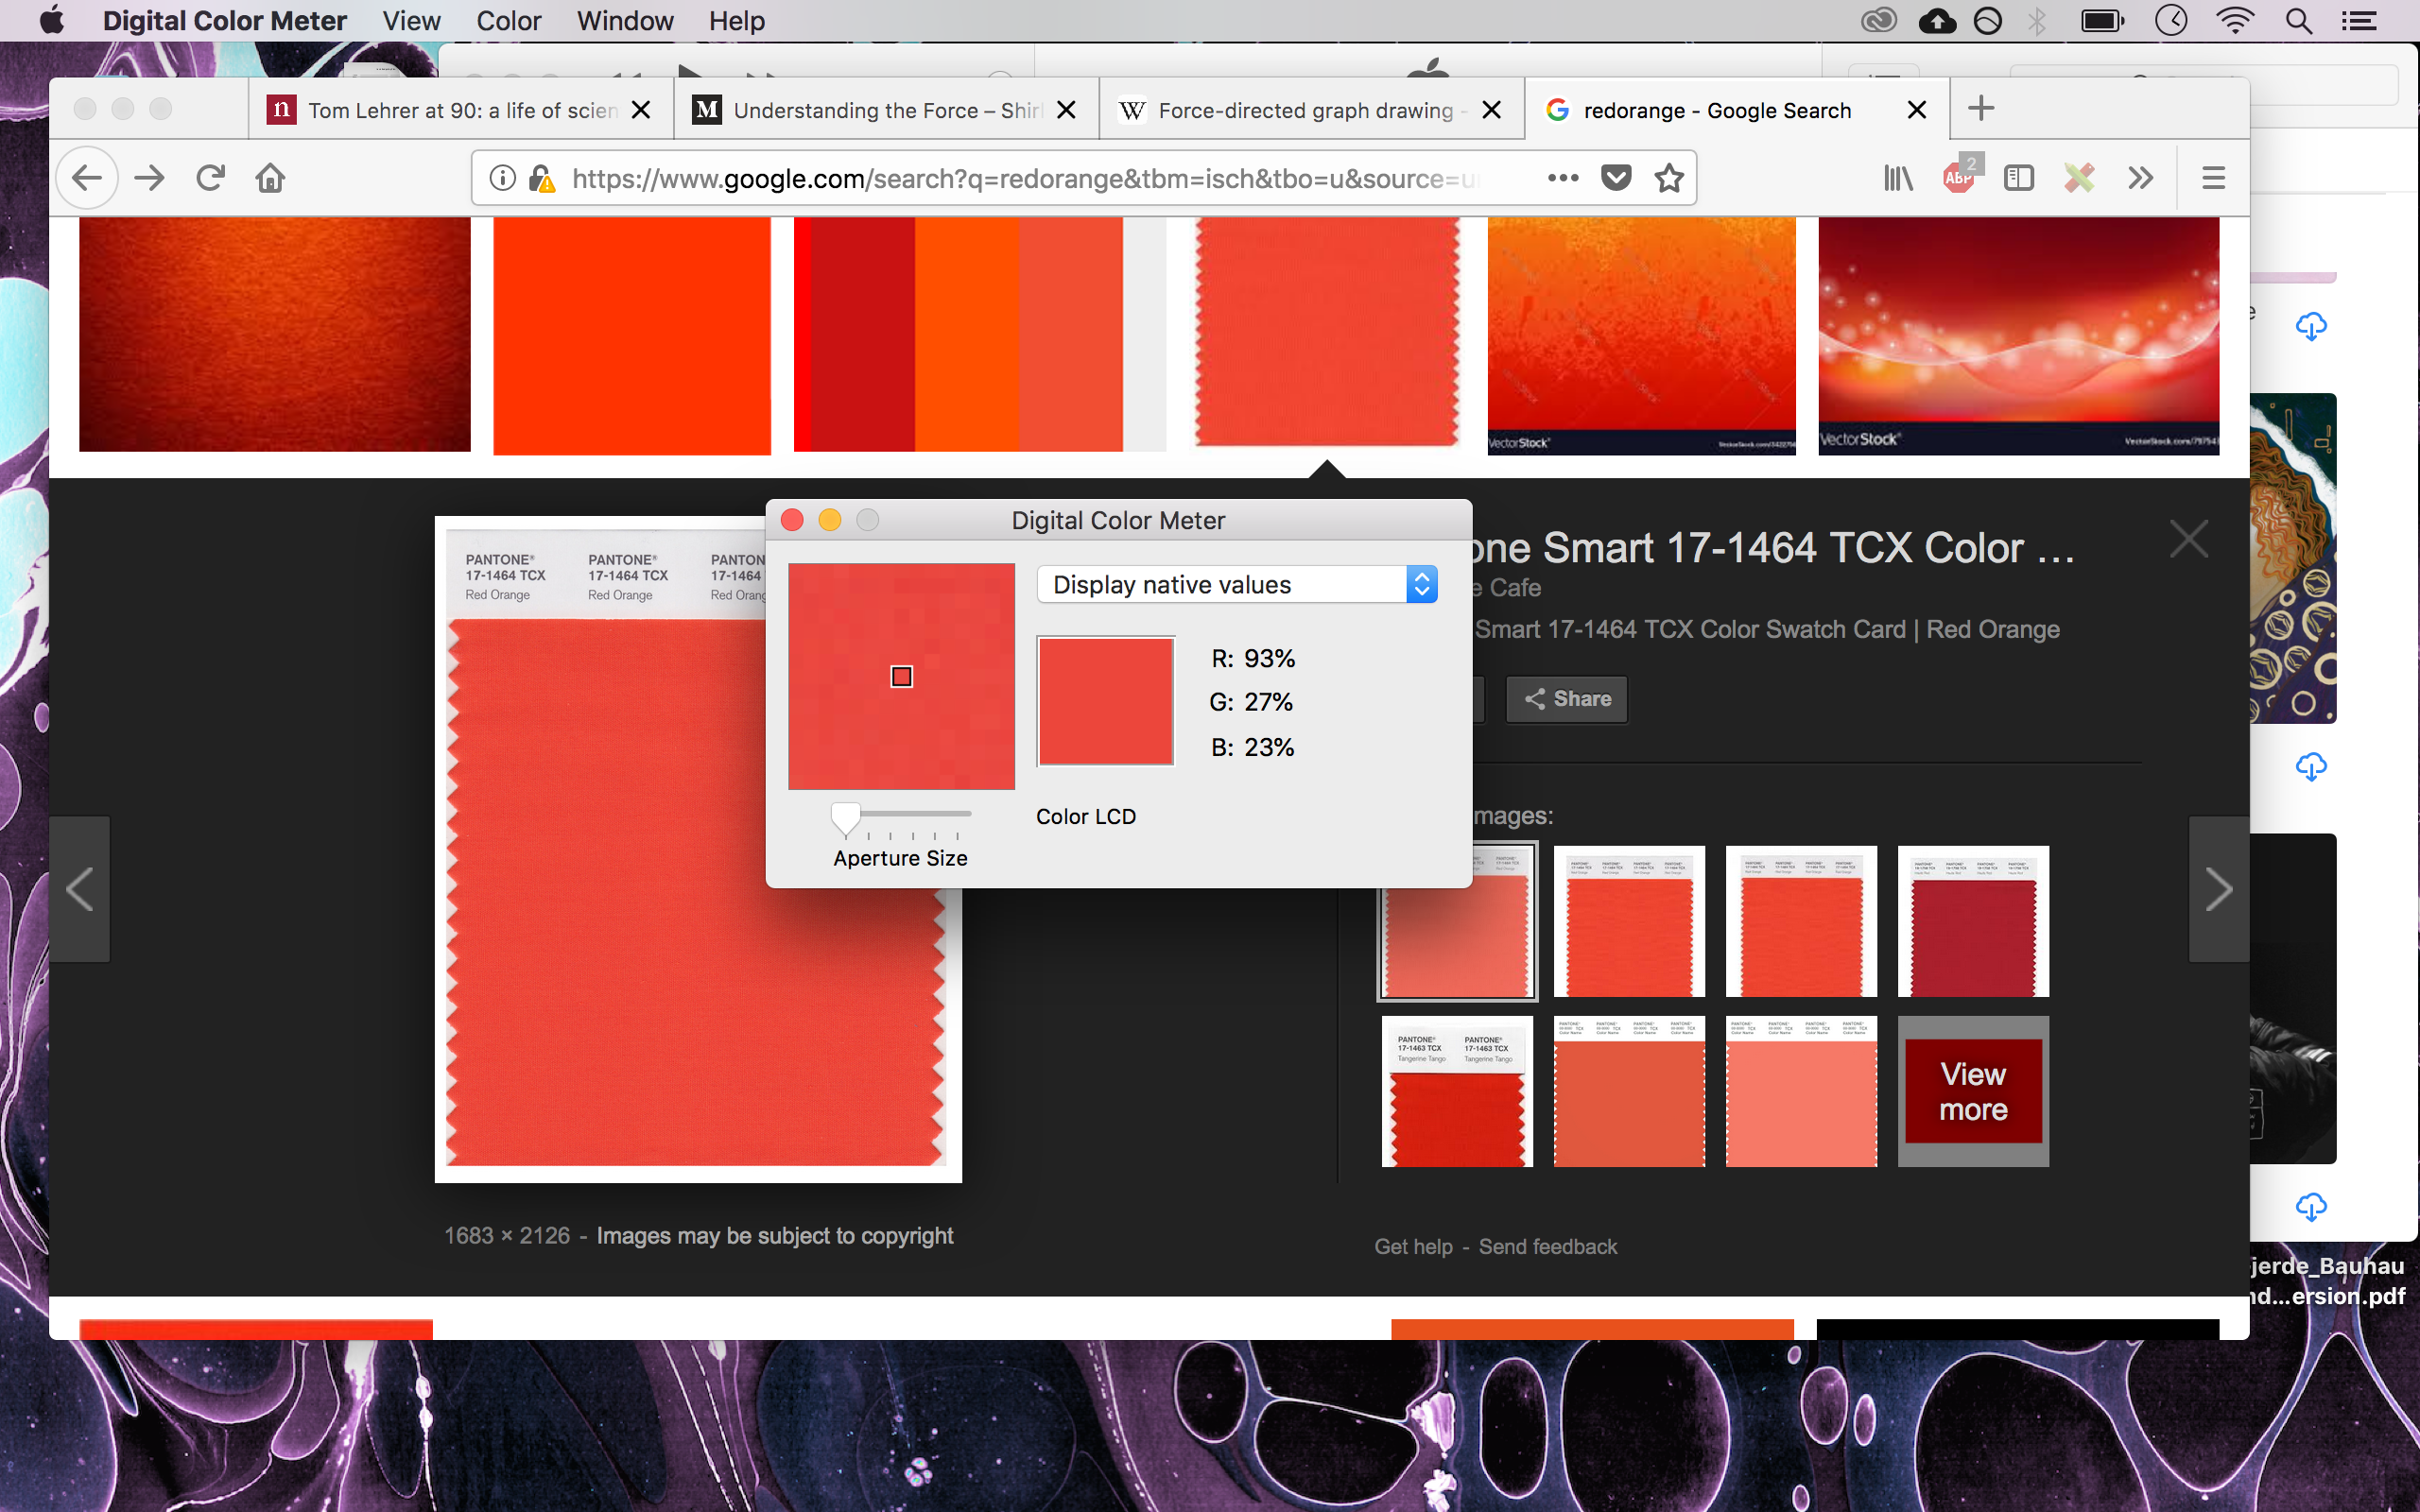 Digital Color Meter View Color Window Help
Tom Lehrer at 90: a life of scien
Understanding the Force – Shirl
Force-directed graph drawing -
redorange - Google Search
https://www.google.com/search?q=redorange&tbm=isch&tbo=u&source=u
ABP
2
VectorStock®
VectorStock®
VectorStock.com/
Digital Color Meter
Display native values
R: 93%
G: 27%
B: 23%
Color LCD
Aperture Size
PANTONE® PANTONE® PANTON
17-1464 TCX 17-1464 TCX 17-1464
Red Orange Red Orange Red Orang
one Smart 17-1464 TCX Color ...
e Cafe
Smart 17-1464 TCX Color Swatch Card | Red Orange
Share
mages:
PANTONE® PANTONE®
17-1463 TCX 17-1463 TCX
Tangerine Tango Tangerine Tango
View
more
1683 × 2126 - Images may be subject to copyright
Get help - Send feedback
e
jerde_Bauhau
nd...ersion.pdf